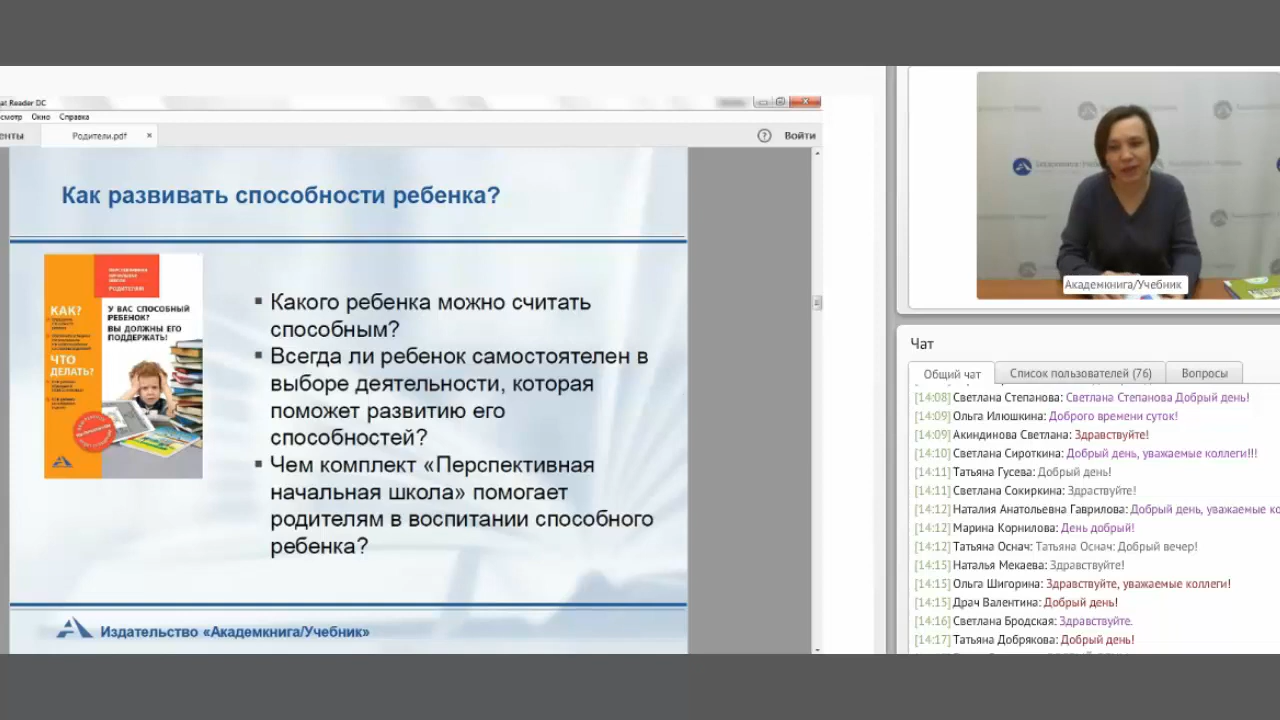 at Reader DC
смотр Окно Справка
енты
Родители.pdf ×
? Войти
Как развивать способности ребенка?
РОДИТЕЛЯМ
КАК?
ЧТО
ДЕЛАТЬ?
У ВАС СПОСОБНЫЙ
РЕБЕНОК?
ВЫ ДОЛЖНЫ ЕГО
ПОДДЕРЖАТЬ!
▪ Какого ребенка можно считать
способным?
▪ Всегда ли ребенок самостоятелен в
выборе деятельности, которая
поможет развитию его
способностей?
▪ Чем комплект «Перспективная
начальная школа» помогает
родителям в воспитании способного
ребенка?
Издательство «Академкнига/Учебник»
Академкнига/Учебник
Чат
Общий чат
Список пользователей (76)
Вопросы
[14:08] Светлана Степанова: Светлана Степанова Добрый день!
[14:09] Ольга Илюшкина: Доброго времени суток!
[14:09] Акиндинова Светлана: Здравствуйте!
[14:10] Светлана Сироткина: Добрый день, уважаемые коллеги!!!
[14:11] Татьяна Гусева: Добрый день!
[14:11] Светлана Сокиркина: Здраствуйте!
[14:12] Наталия Анатольевна Гаврилова: Добрый день, уважаемые ко
[14:12] Марина Корнилова: День добрый!
[14:12] Татьяна Оснач: Татьяна Оснач: Добрый вечер!
[14:15] Наталья Мекаева: Здравствуйте!
[14:15] Ольга Шигорина: Здравствуйте, уважаемые коллеги!
[14:15] Драч Валентина: Добрый день!
[14:16] Светлана Бродская: Здравствуйте.
[14:17] Татьяна Добрякова: Добрый день!